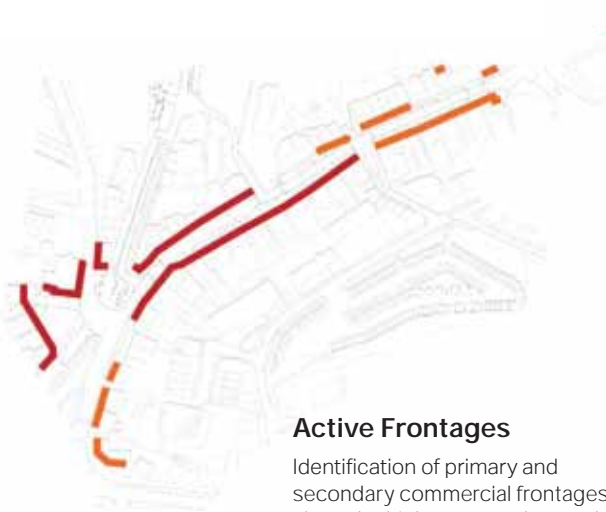 Active Frontages
Identification of primary and
secondary commercial frontages